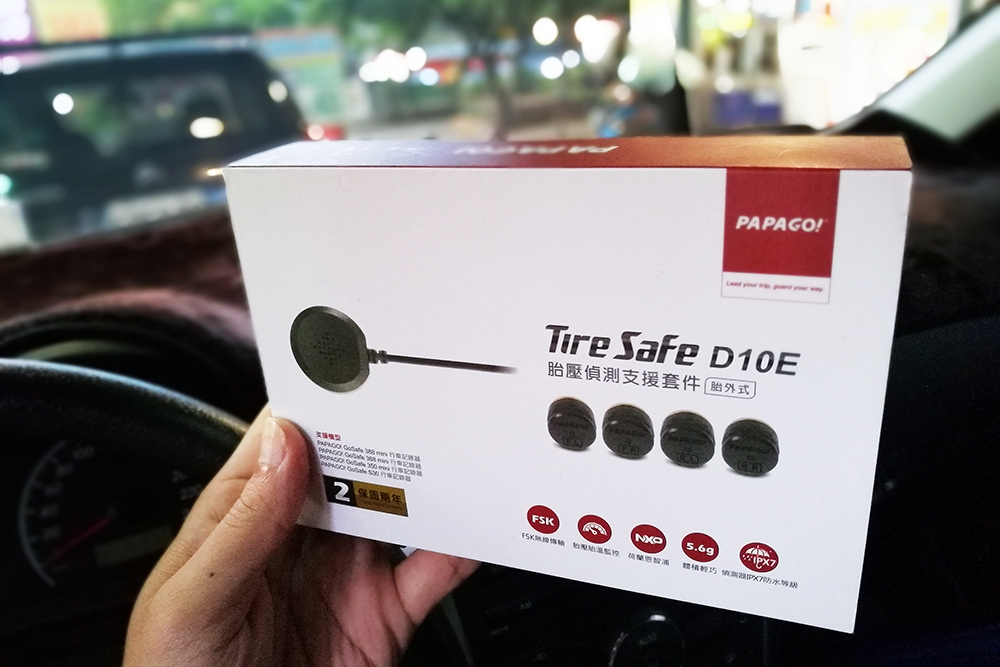 PAPAGO!
PAPAGO!
Lead your trip, guard your way.
Tire Safe D10E
胎壓偵測支援套件 胎外式
支援機型
PAPAGO! GoSafe 388 mini 行車記錄器
PAPAGO! GoSafe 368 mini 行車記錄器
PAPAGO! GoSafe 350 mini 行車記錄器
PAPAGO! GoSafe S30 行車記錄器
2 保固兩年
PAPAGO! PAPAGO! PAPAGO! PAPAGO!
FSK NXP 5.6g IPX7
FSK無線傳輸 胎壓胎溫監控 荷蘭恩智浦 體積輕巧 偵測器IPX7防水等級